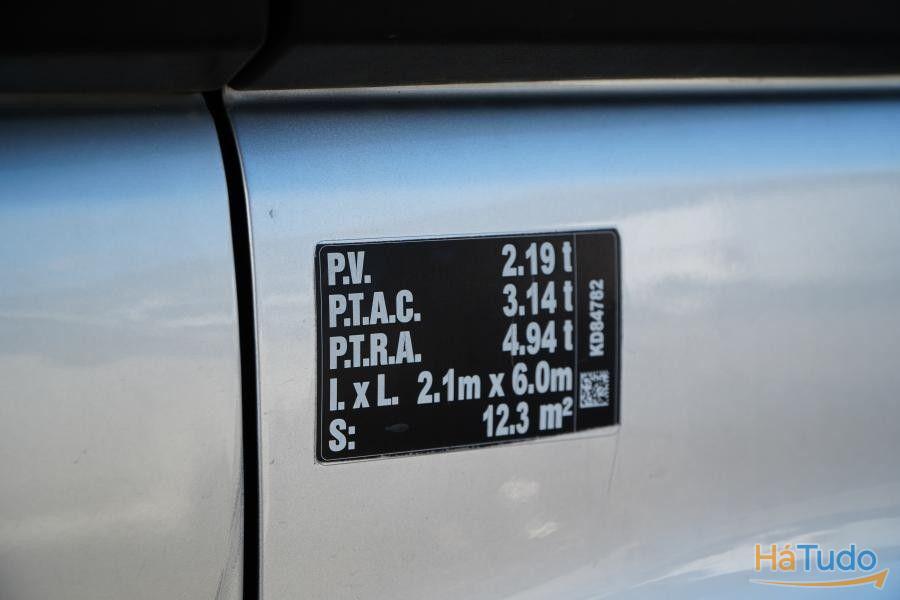 P.V. 2.19 t
P.T.A.C. 3.14 t
P.T.R.A. 4.94 t
l. x L. 2.1m x 6.0m
S: 12.3 m²
KD84782
HáTudo